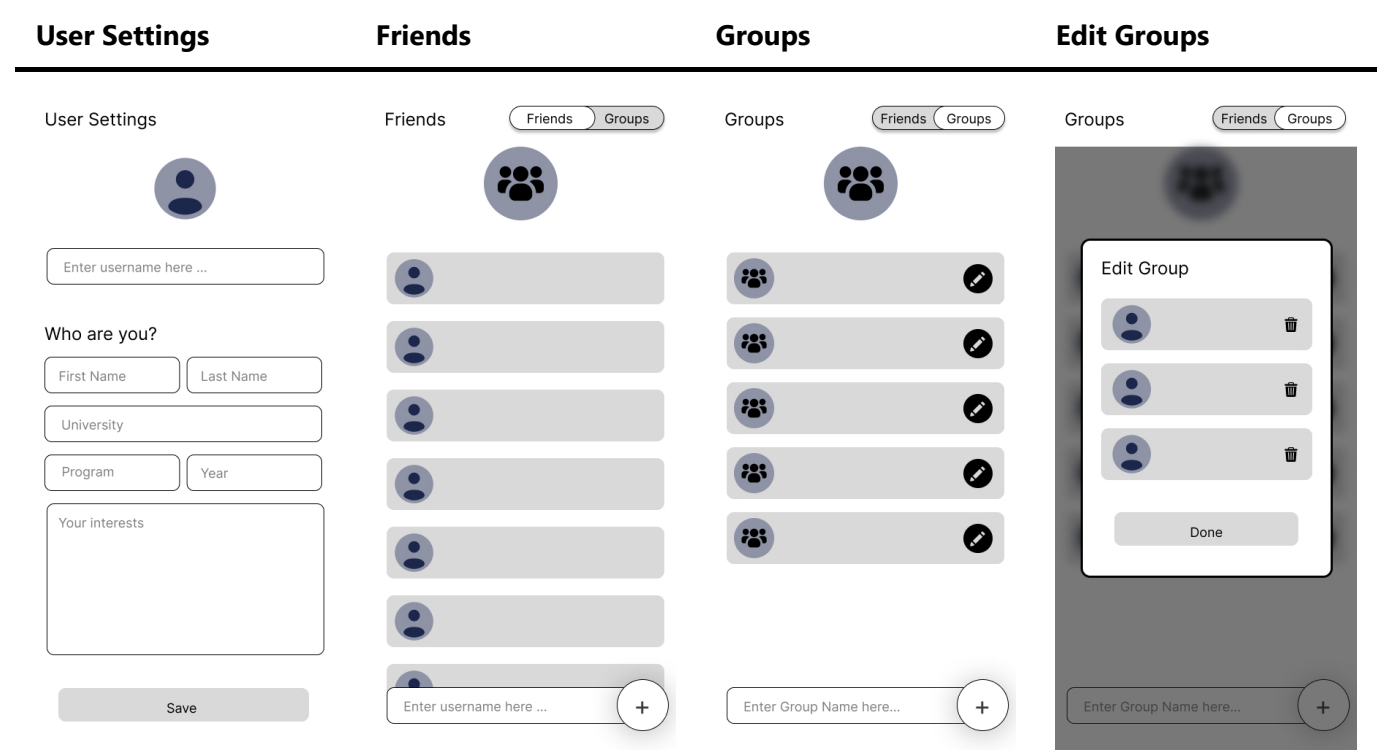 User Settings
Friends
Groups
Edit Groups
User Settings
Enter username here ...
Who are you?
First Name
Last Name
University
Program
Year
Your interests
Save
Friends
Friends
Groups
Enter username here ...
+
Groups
Friends
Groups
Enter Group Name here...
+
Groups
Friends
Groups
Edit Group
Done
Enter Group Name here...
+